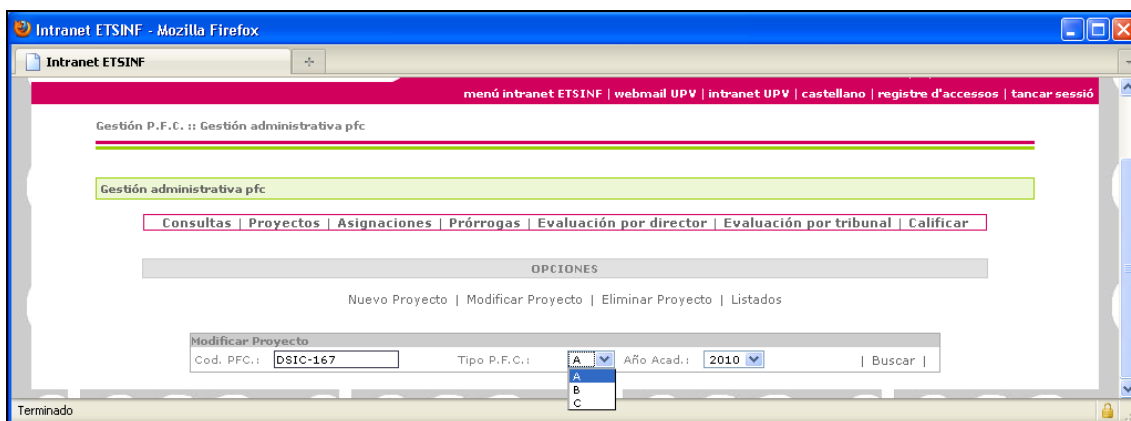 Intranet ETSINF - Mozilla Firefox
Intranet ETSINF
menú intranet ETSINF | webmail UPV | intranet UPV | castellano | registre d'accessos | tancar sessió
Gestión P.F.C. :: Gestión administrativa pfc
Gestión administrativa pfc
Consultas | Proyectos | Asignaciones | Prórrogas | Evaluación por director | Evaluación por tribunal | Calificar
OPCIONES
Nuevo Proyecto | Modificar Proyecto | Eliminar Proyecto | Listados
Modificar Proyecto
Cod. PFC.: DSIC-167 Tipo P.F.C.: A Año Acad.: 2010 | Buscar |
A
B
C
Terminado